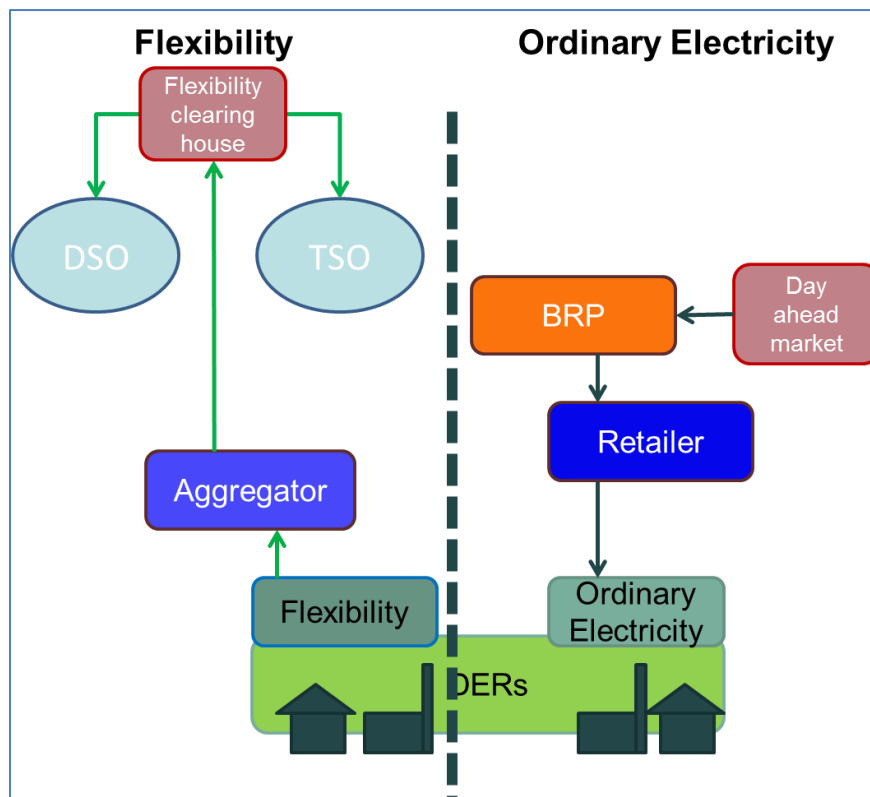 Flexibility
Ordinary Electricity
Flexibility
clearing
house
DSO
TSO
BRP
Day
ahead
market
Retailer
Aggregator
Flexibility
Ordinary
Electricity
DERs